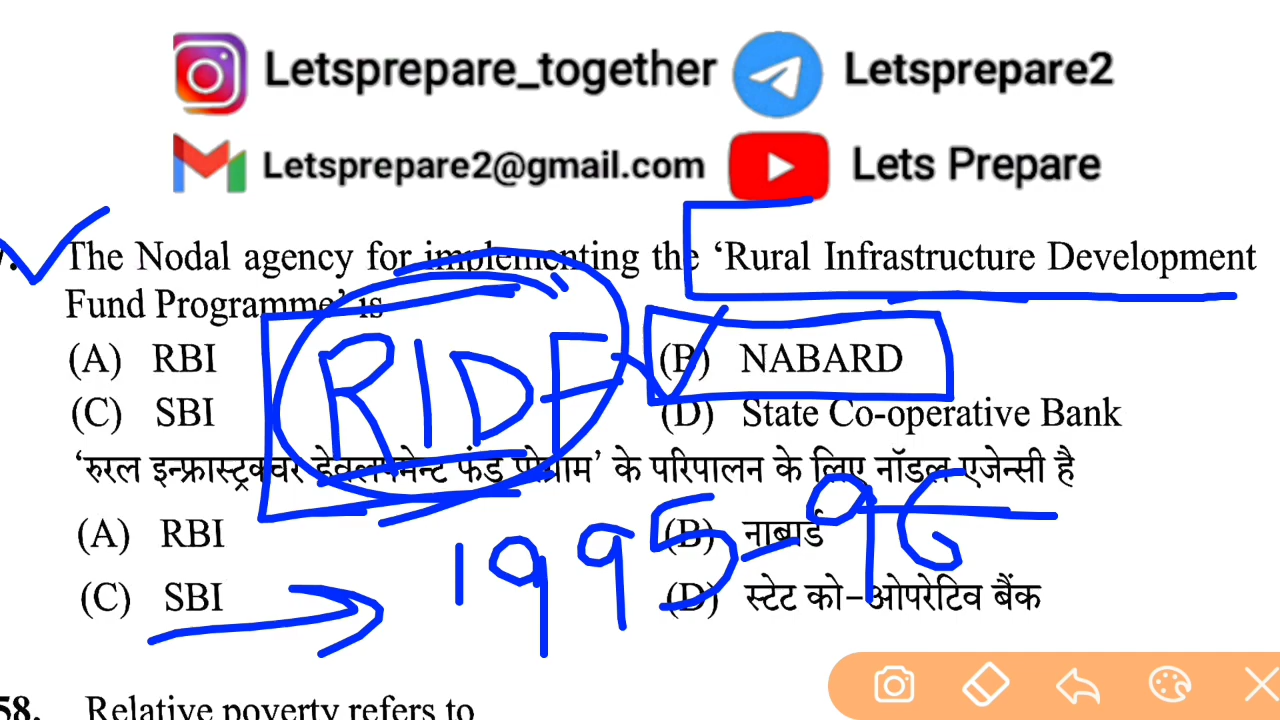 Letsprepare_together Letsprepare2
Letsprepare2@gmail.com Lets Prepare
The Nodal agency for implementing the ‘Rural Infrastructure Development
Fund Programme’ is
(A) RBI (B) NABARD
RIDF
(C) SBI (D) State Co-operative Bank
‘रुरल इन्फ्रास्ट्रक्चर डेवलपमेन्ट फंड प्रोग्राम’ के परिपालन के लिए नॉडल एजेन्सी है
(A) RBI (B) नाबार्ड
1995-96
(C) SBI (D) स्टेट को–ओपरेटिव बैंक
58. Relative poverty refers to